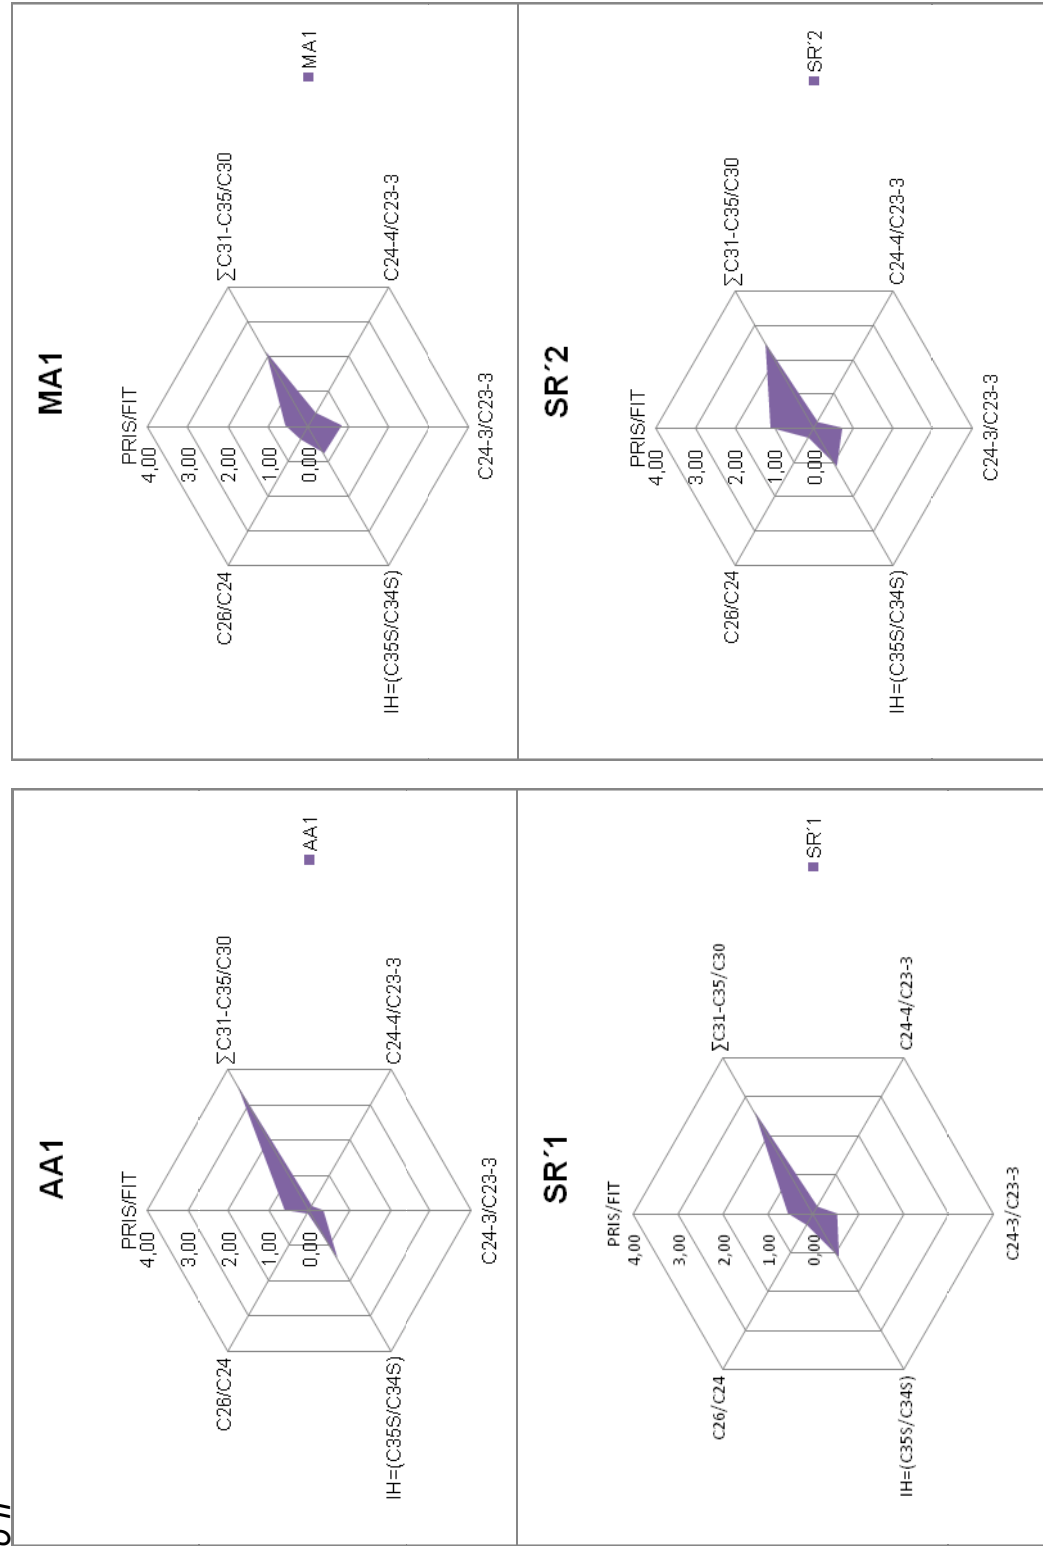 AA1
PRIS/FIT
4,00
3,00
2,00
1,00
0,00
∑C31-C35/C30
C24-4/C23-3
C24-3/C23-3
IH=(C35S/C34S)
C26/C24
AA1
MA1
PRIS/FIT
4,00
3,00
2,00
1,00
0,00
∑C31-C35/C30
C24-4/C23-3
C24-3/C23-3
IH=(C35S/C34S)
C26/C24
MA1
SR´1
PRIS/FIT
4,00
3,00
2,00
1,00
0,00
∑C31-C35/C30
C24-4/C23-3
C24-3/C23-3
IH=(C35S/C34S)
C26/C24
SR´1
SR´2
PRIS/FIT
4,00
3,00
2,00
1,00
0,00
∑C31-C35/C30
C24-4/C23-3
C24-3/C23-3
IH=(C35S/C34S)
C26/C24
SR´2